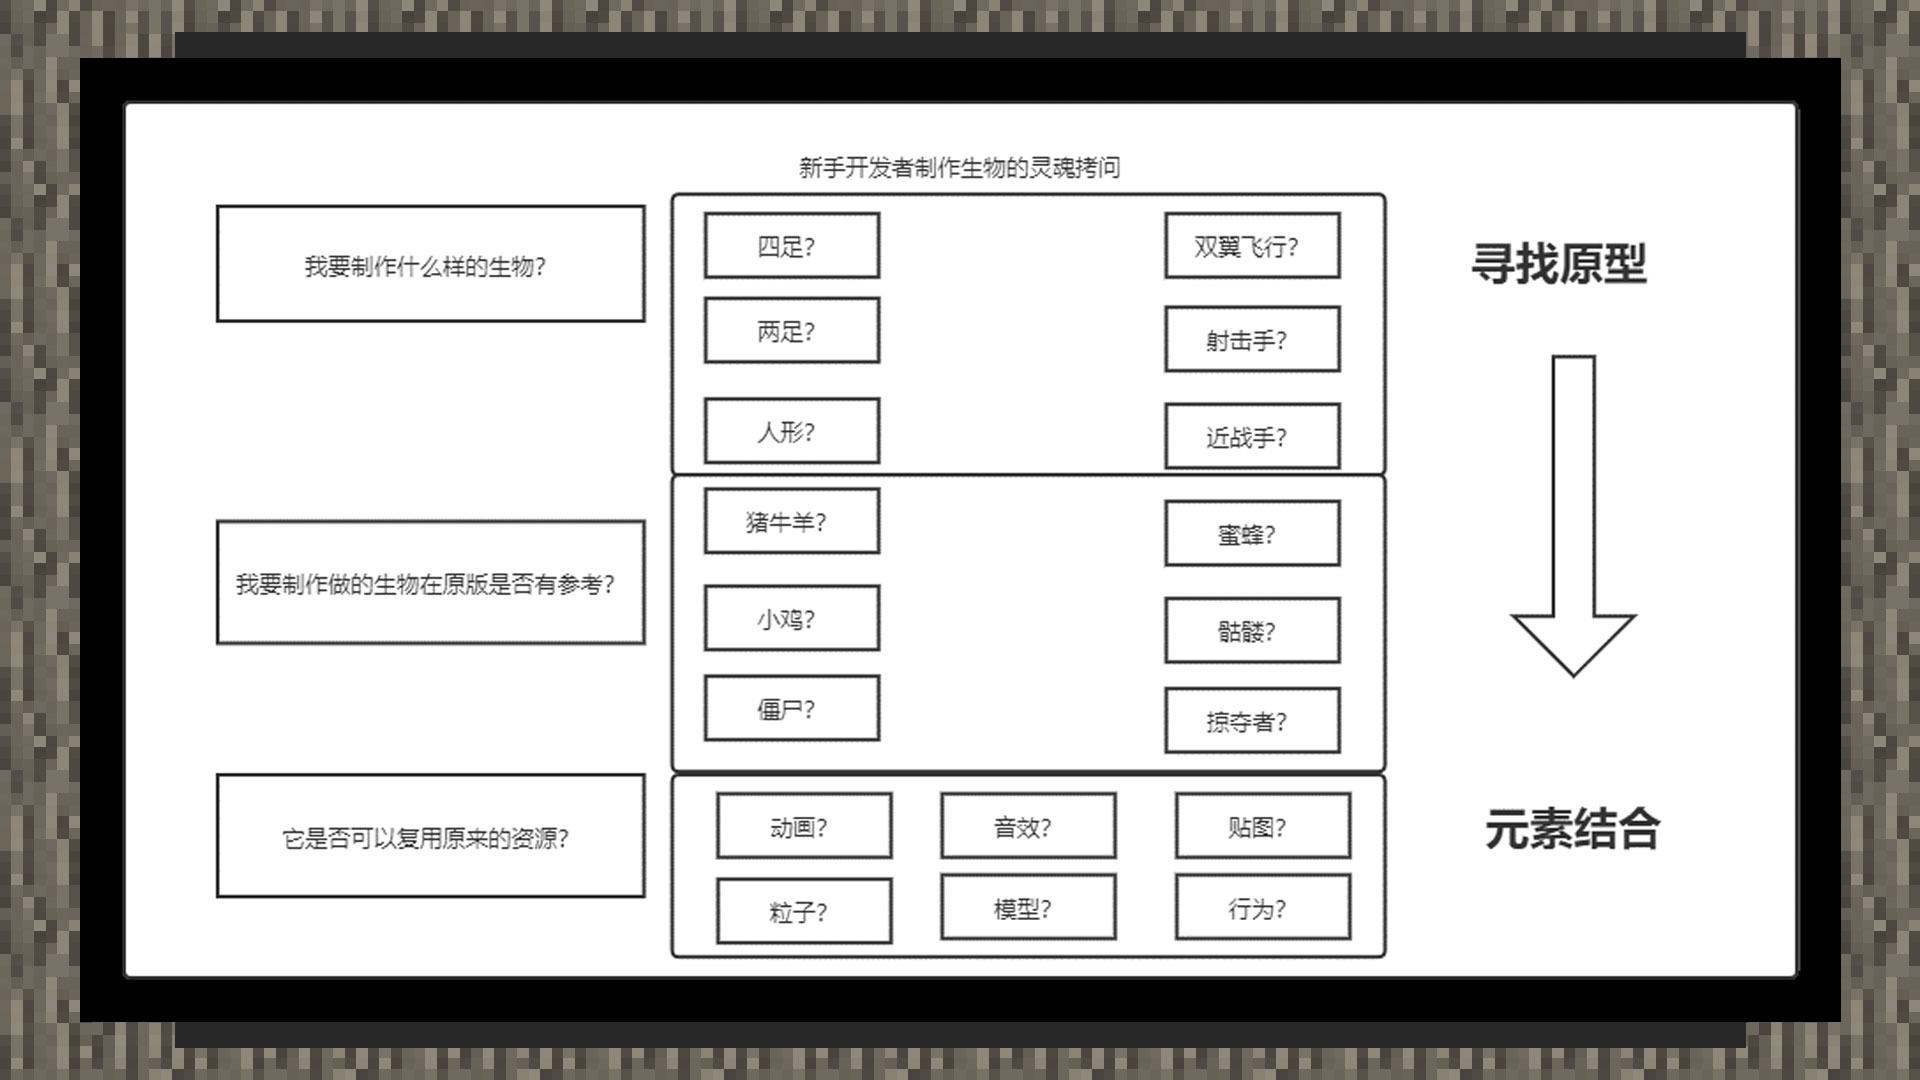 新手开发者制作生物的灵魂拷问
我要制作什么样的生物？
四足？
双翼飞行？
两足？
射击手？
人形？
近战手？
寻找原型
我要制作做的生物在原版是否有参考？
猪牛羊？
蜜蜂？
小鸡？
骷髅？
僵尸？
掠夺者？
它是否可以复用原来的资源？
动画？
音效？
贴图？
粒子？
模型？
行为？
元素结合